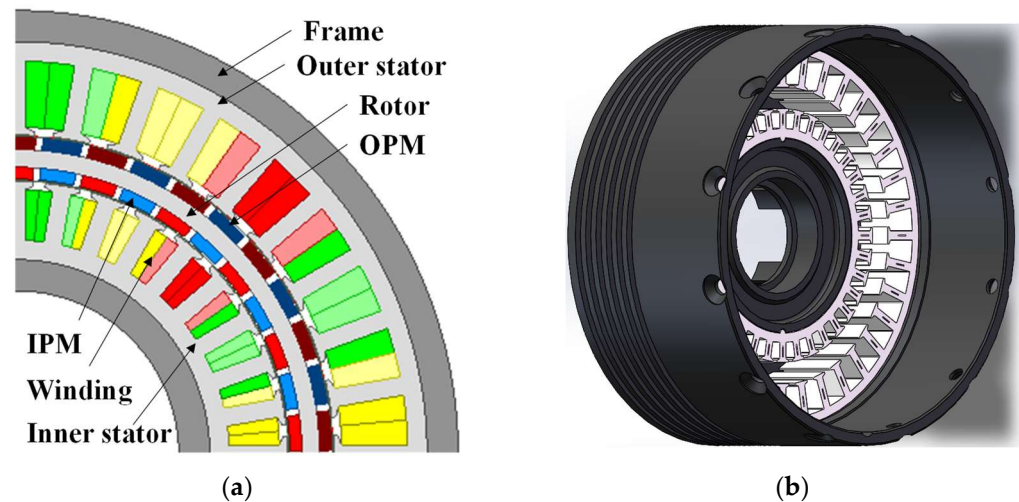 Frame
Outer stator
Rotor
OPM
IPM
Winding
Inner stator
(a)
(b)